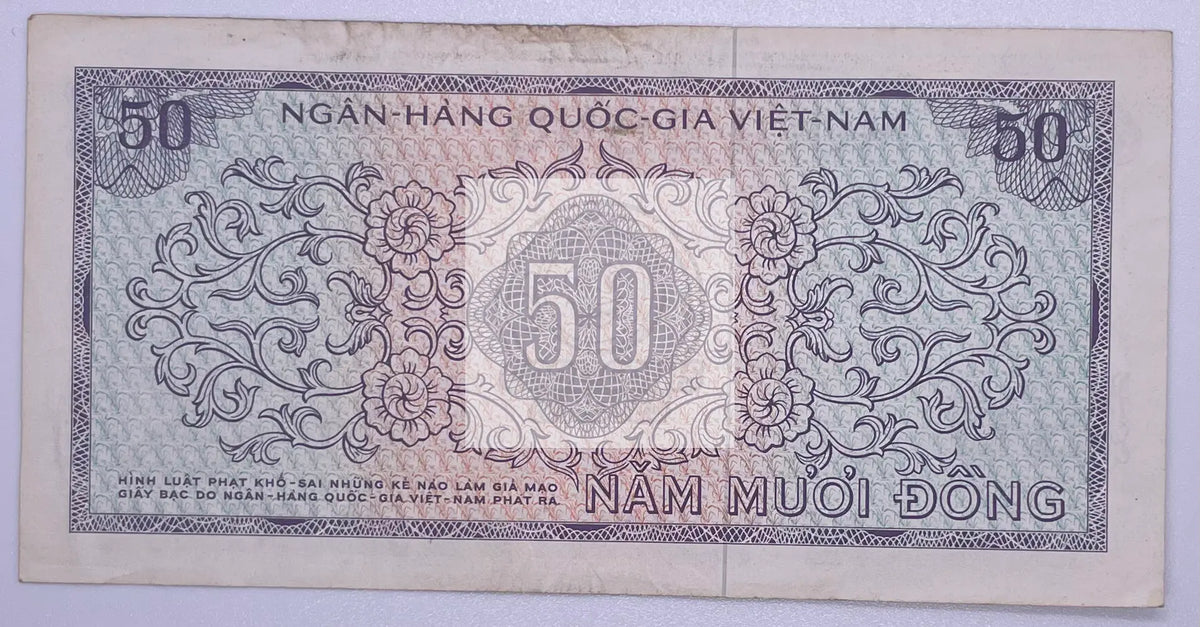 50 NGÂN-HÀNG QUỐC-GIA VIỆT-NAM 50
50
HÌNH LUẬT PHẠT KHỔ-SAI NHỮNG KẺ NÀO LÀM GIẢ MẠO
GIẤY BẠC DO NGÂN-HÀNG QUỐC-GIA VIỆT-NAM PHÁT RA
NĂM MƯƠI ĐỒNG